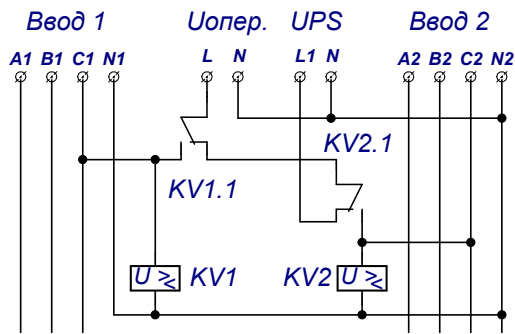 Ввод 1 Uопер. UPS Ввод 2
A1 B1 C1 N1 L N L1 N A2 B2 C2 N2
KV2.1
KV1.1
U ≷ KV1 KV2 U ≷